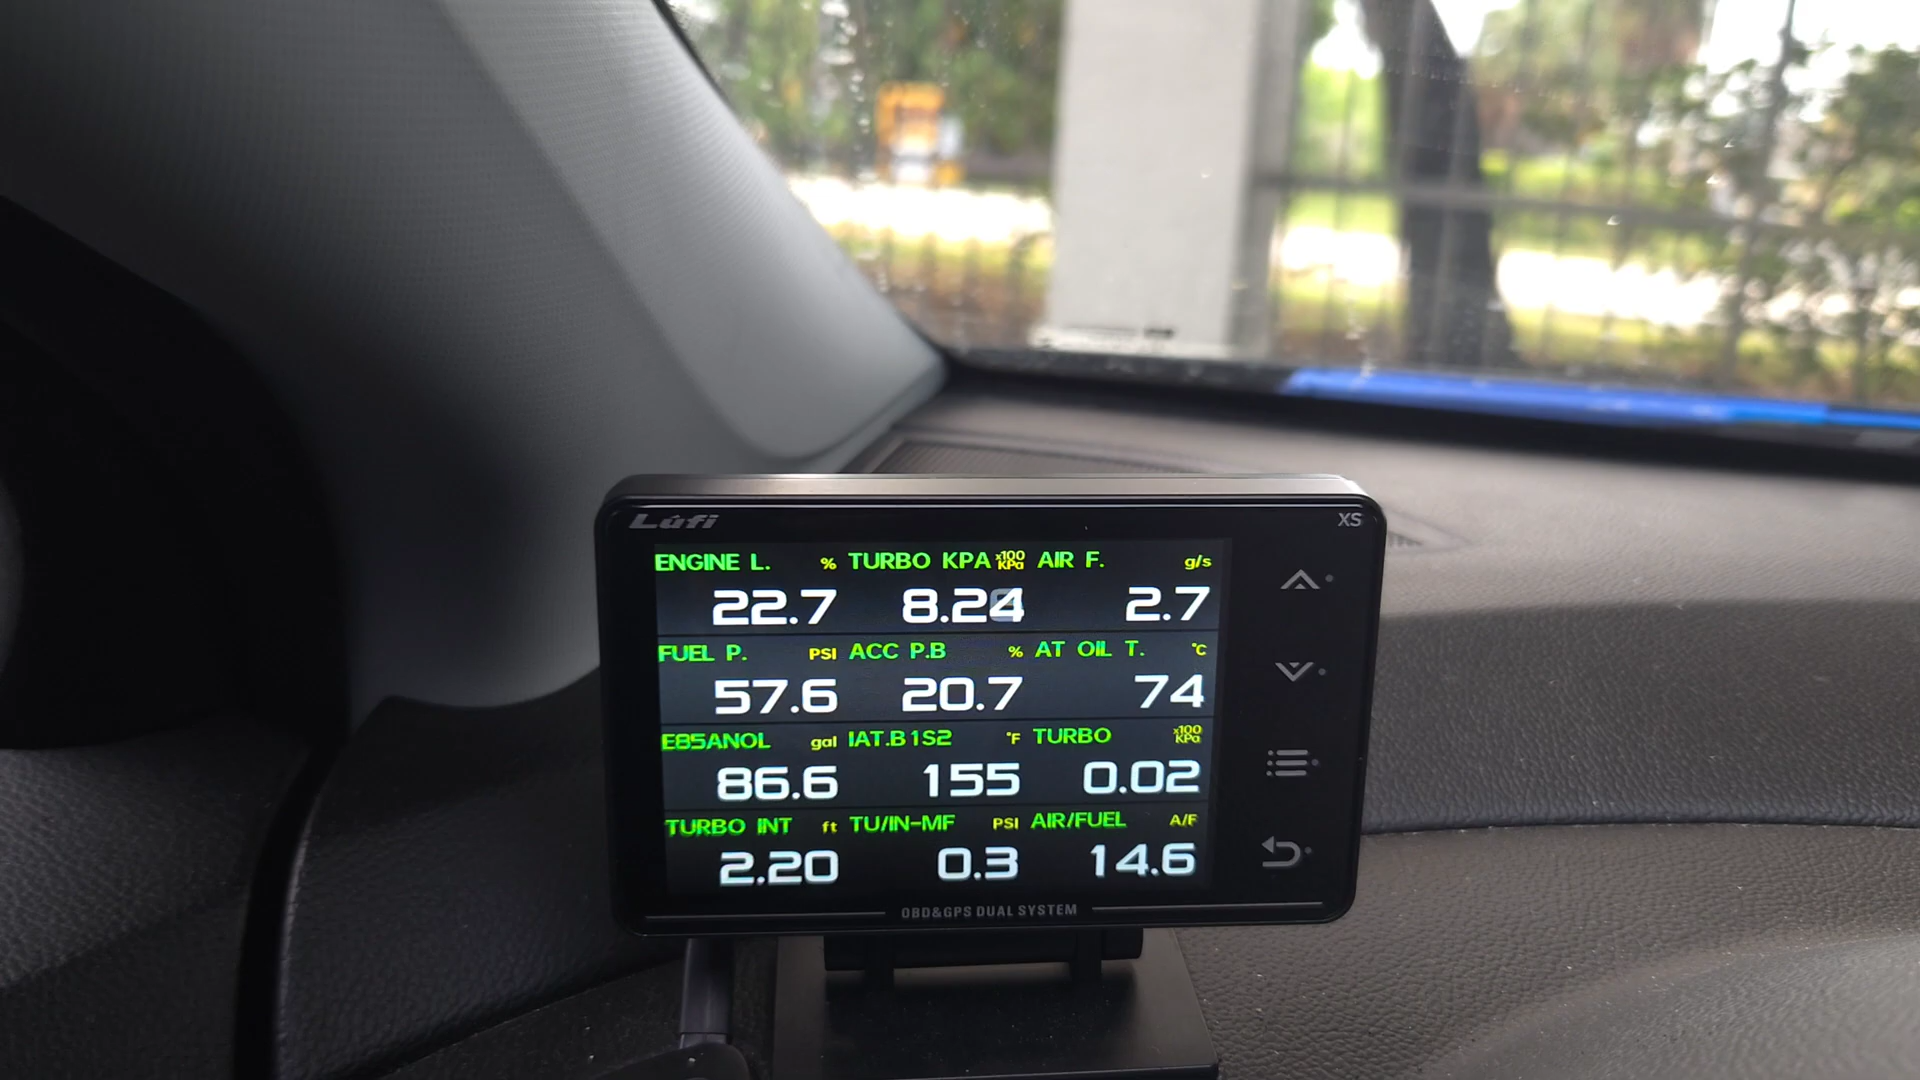 Lufi XS
ENGINE L. % TURBO KPA x100 KPa AIR F. g/s
22.7 8.24 2.7
FUEL P. PSI ACC P.B % AT OIL T. °C
57.6 20.7 74
E85ANOL gal IAT.B1S2 °F TURBO x100 KPa
86.6 155 0.02
TURBO INT ft TU/IN-MF PSI AIR/FUEL A/F
2.20 0.3 14.6
OBD&GPS DUAL SYSTEM